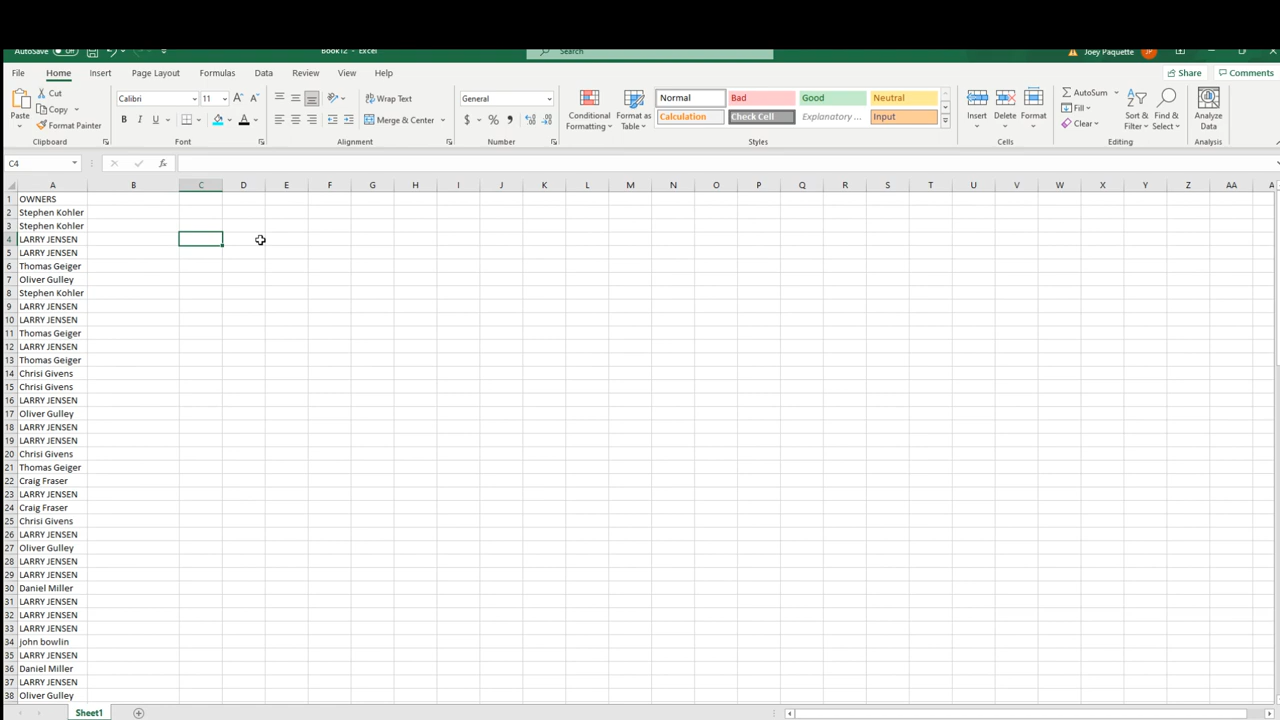 AutoSave Off Book12 - Excel Search Joey Paquette JP
File Home Insert Page Layout Formulas Data Review View Help Share Comments
Cut Calibri 11 A^ A˅ Wrap Text General Normal Bad Good Neutral AutoSum
Copy Fill
Paste Format Painter B I U A Merge & Center $ % 9 Conditional Formatting Format as Table Calculation Check Cell Explanatory ... Input Insert Delete Format Clear Sort & Filter Find & Select Analyze Data
Clipboard Font Alignment Number Styles Cells Editing Analysis
C4 fx
A B C D E F G H I J K L M N O P Q R S T U V W X Y Z AA A
1 OWNERS
2 Stephen Kohler
3 Stephen Kohler
4 LARRY JENSEN
5 LARRY JENSEN
6 Thomas Geiger
7 Oliver Gulley
8 Stephen Kohler
9 LARRY JENSEN
10 LARRY JENSEN
11 Thomas Geiger
12 LARRY JENSEN
13 Thomas Geiger
14 Chrisi Givens
15 Chrisi Givens
16 LARRY JENSEN
17 Oliver Gulley
18 LARRY JENSEN
19 LARRY JENSEN
20 Chrisi Givens
21 Thomas Geiger
22 Craig Fraser
23 LARRY JENSEN
24 Craig Fraser
25 Chrisi Givens
26 LARRY JENSEN
27 Oliver Gulley
28 LARRY JENSEN
29 LARRY JENSEN
30 Daniel Miller
31 LARRY JENSEN
32 LARRY JENSEN
33 LARRY JENSEN
34 john bowlin
35 LARRY JENSEN
36 Daniel Miller
37 LARRY JENSEN
38 Oliver Gulley
Sheet1